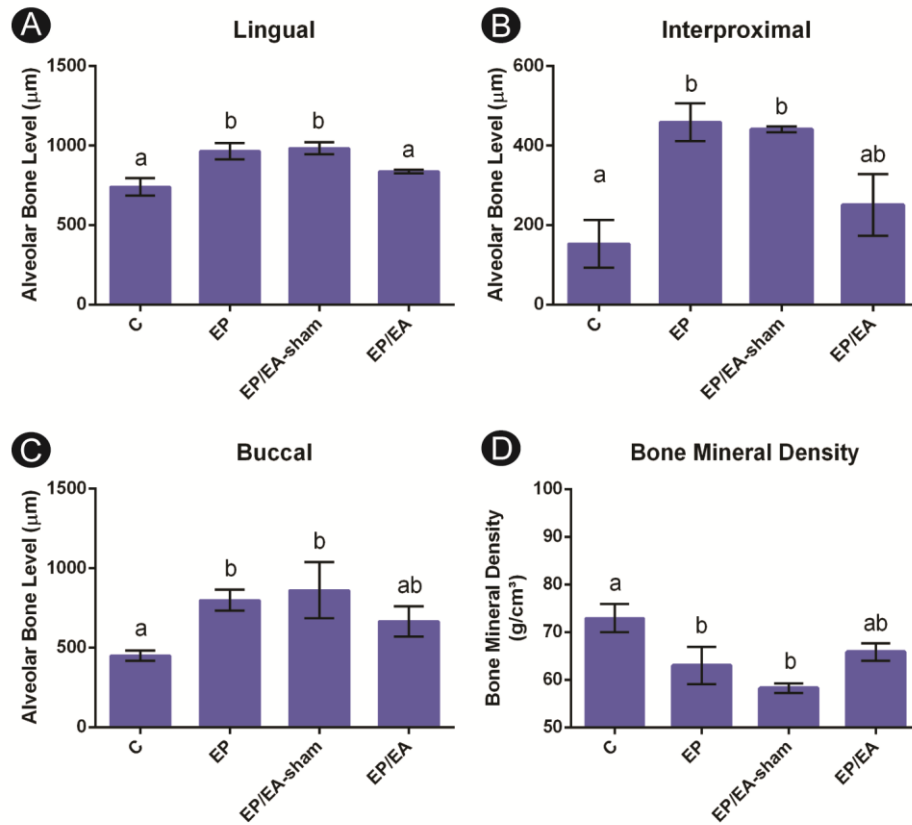 A
Lingual
Alveolar Bone Level (μm)
1500
1000
500
0
a
b
b
a
C
EP
EP/EA-sham
EP/EA
B
Interproximal
Alveolar Bone Level (μm)
600
400
200
0
a
b
b
ab
C
EP
EP/EA-sham
EP/EA
C
Buccal
Alveolar Bone Level (μm)
1500
1000
500
0
a
b
b
ab
C
EP
EP/EA-sham
EP/EA
D
Bone Mineral Density
Bone Mineral Density
(g/cm³)
100
90
80
70
60
50
a
b
b
ab
C
EP
EP/EA-sham
EP/EA